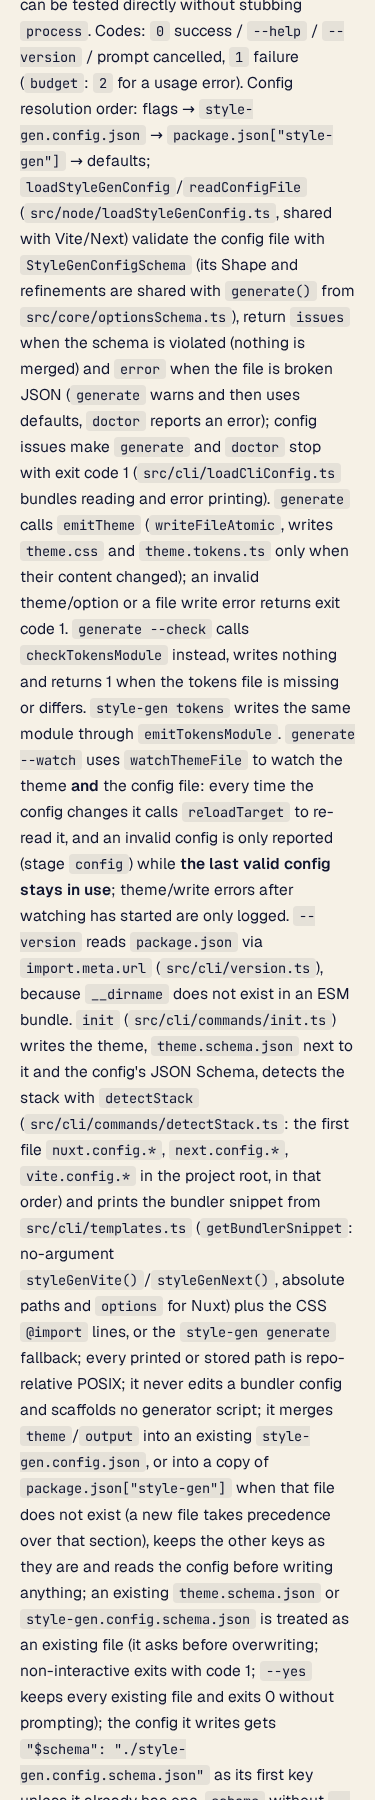 can be tested directly without stubbing
process. Codes: 0 success / --help / --
version / prompt cancelled, 1 failure
(budget: 2 for a usage error). Config
resolution order: flags → style-
gen.config.json → package.json["style-
gen"] → defaults;
loadStyleGenConfig/readConfigFile
(src/node/loadStyleGenConfig.ts, shared
with Vite/Next) validate the config file with
StyleGenConfigSchema (its Shape and
refinements are shared with generate() from
src/core/optionsSchema.ts), return issues
when the schema is violated (nothing is
merged) and error when the file is broken
JSON (generate warns and then uses
defaults, doctor reports an error); config
issues make generate and doctor stop
with exit code 1 (src/cli/loadCliConfig.ts
bundles reading and error printing). generate
calls emitTheme (writeFileAtomic, writes
theme.css and theme.tokens.ts only when
their content changed); an invalid
theme/option or a file write error returns exit
code 1. generate --check calls
checkTokensModule instead, writes nothing
and returns 1 when the tokens file is missing
or differs. style-gen tokens writes the same
module through emitTokensModule. generate
--watch uses watchThemeFile to watch the
theme and the config file: every time the
config changes it calls reloadTarget to re-
read it, and an invalid config is only reported
(stage config) while the last valid config
stays in use; theme/write errors after
watching has started are only logged. --
version reads package.json via
import.meta.url (src/cli/version.ts),
because __dirname does not exist in an ESM
bundle. init (src/cli/commands/init.ts)
writes the theme, theme.schema.json next to
it and the config's JSON Schema, detects the
stack with detectStack
(src/cli/commands/detectStack.ts: the first
file nuxt.config.*, next.config.*,
vite.config.* in the project root, in that
order) and prints the bundler snippet from
src/cli/templates.ts (getBundlerSnippet:
no-argument
styleGenVite()/styleGenNext(), absolute
paths and options for Nuxt) plus the CSS
@import lines, or the style-gen generate
fallback; every printed or stored path is repo-
relative POSIX; it never edits a bundler config
and scaffolds no generator script; it merges
theme/output into an existing style-
gen.config.json, or into a copy of
package.json["style-gen"] when that file
does not exist (a new file takes precedence
over that section), keeps the other keys as
they are and reads the config before writing
anything; an existing theme.schema.json or
style-gen.config.schema.json is treated as
an existing file (it asks before overwriting;
non-interactive exits with code 1; --yes
keeps every existing file and exits 0 without
prompting); the config it writes gets
"$schema": "./style-
gen.config.schema.json" as its first key